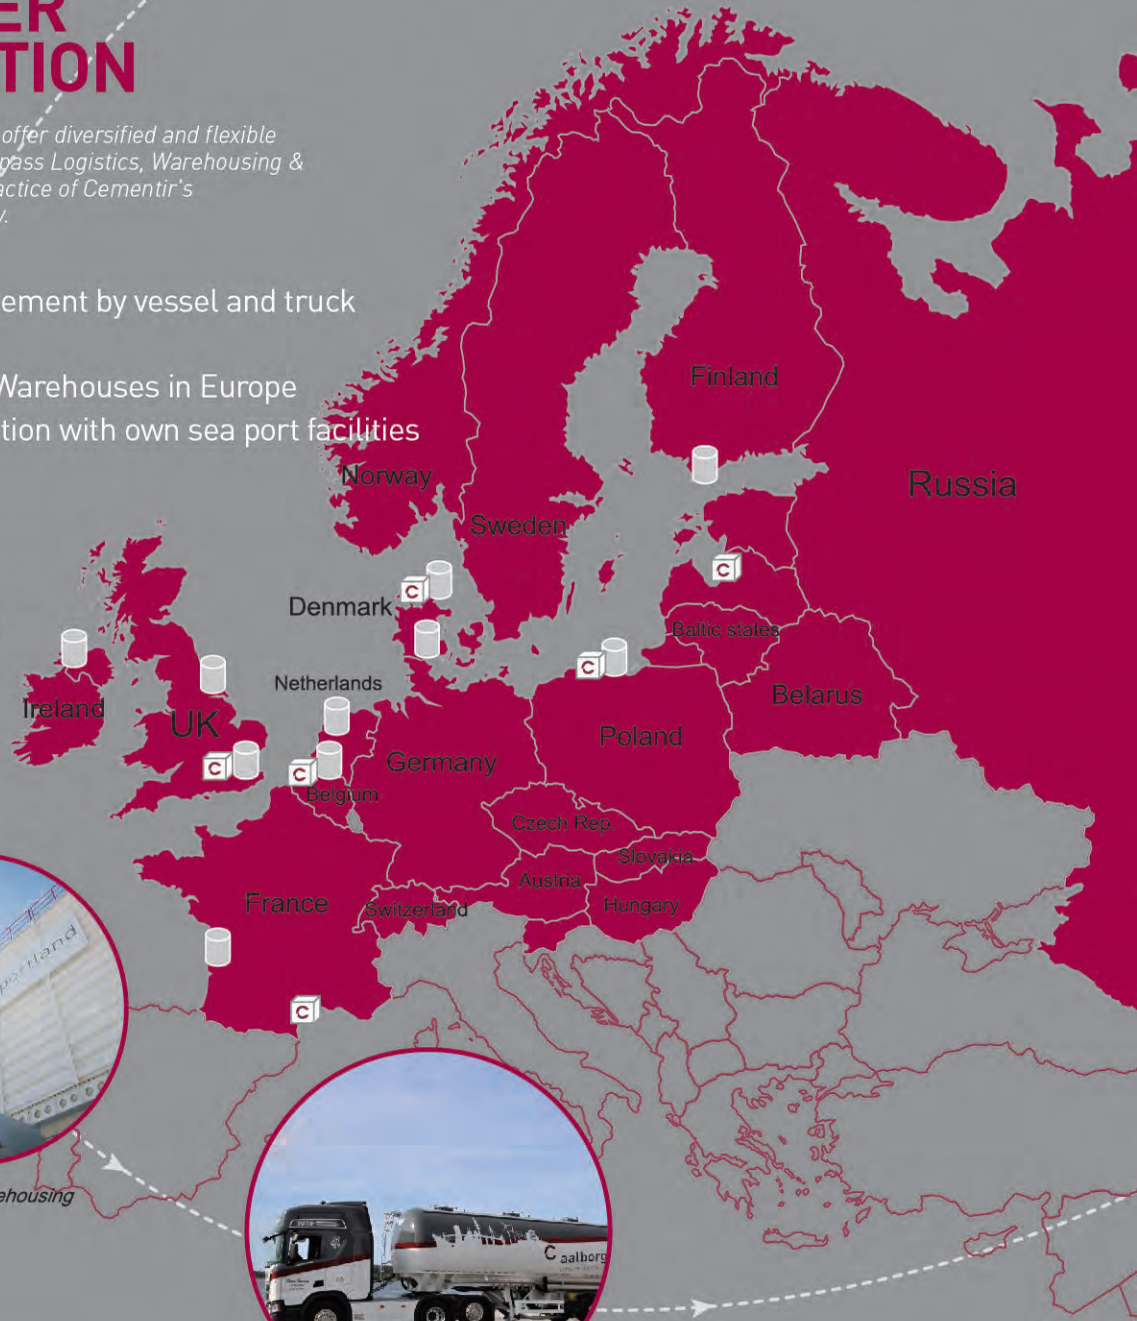 ER
TION
offer diversified and flexible
pass Logistics, Warehousing &
actice of Cementir's
y.
ement by vessel and truck
Warehouses in Europe
tion with own sea port facilities
Finland
Norway
Russia
Sweden
C
Denmark
Baltic states
C
Netherlands
Belarus
Ireland
UK
Poland
Germany
C
C
Belgium
Czech Rep.
Slovakia
Austria
France
Switzerland
Hungary
portland
C
C
ehousing
C aalborg